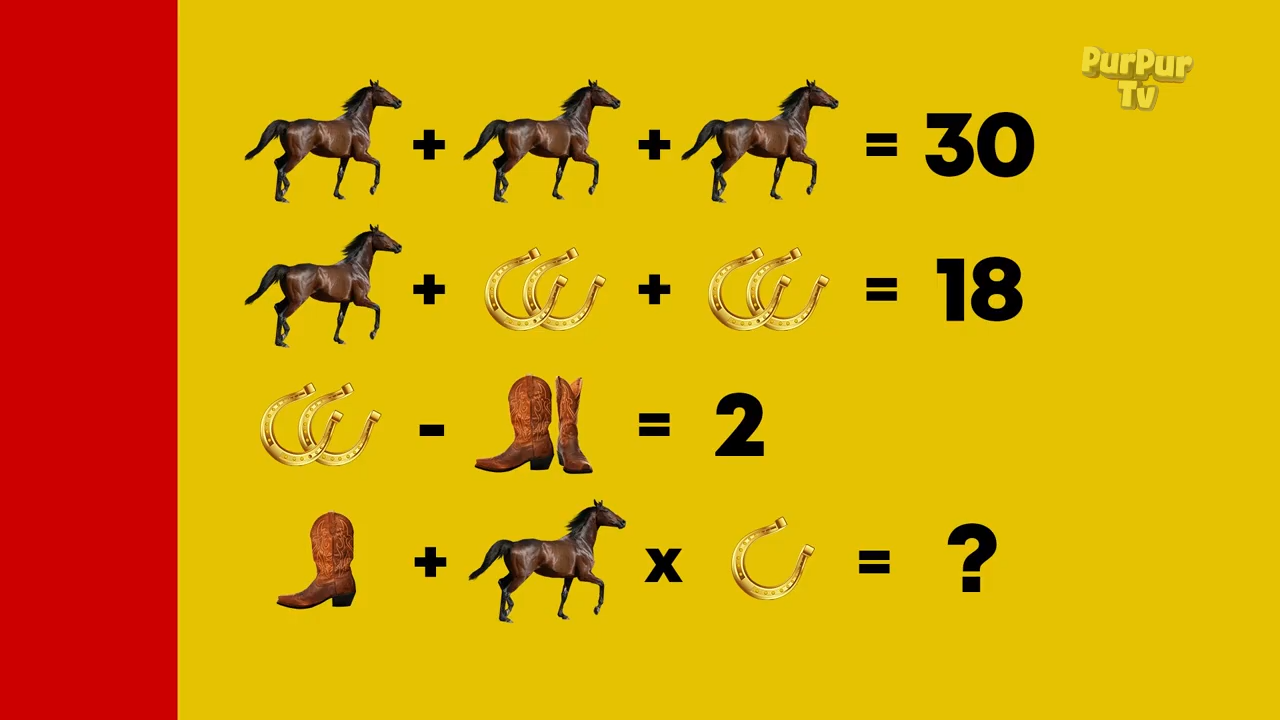 PurPur
Tv
+ + = 30
+ + = 18
- = 2
+ x = ?